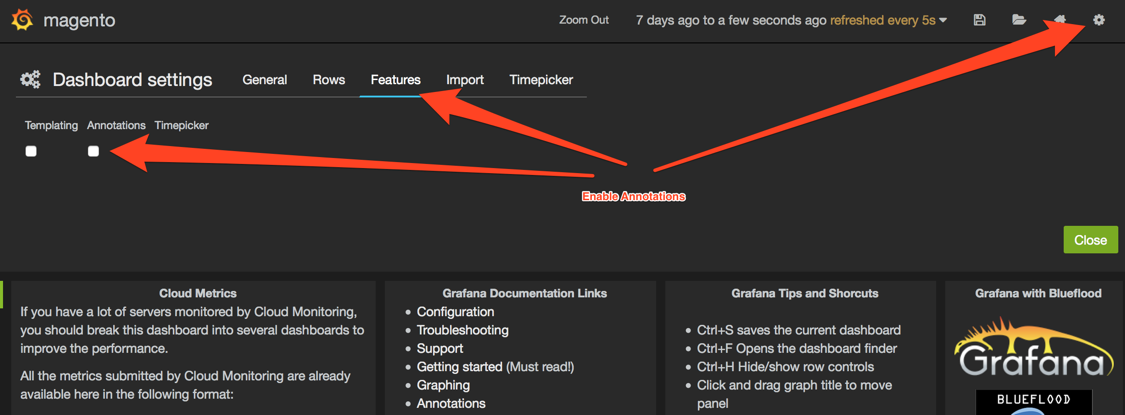 magento
Zoom Out
7 days ago to a few seconds ago refreshed every 5s
Dashboard settings
General
Rows
Features
Import
Timepicker
Templating
Annotations
Timepicker
Enable Annotations
Close
Cloud Metrics
If you have a lot of servers monitored by Cloud Monitoring,
you should break this dashboard into several dashboards to
improve the performance.
All the metrics submitted by Cloud Monitoring are already
available here in the following format:
Grafana Documentation Links
Configuration
Troubleshooting
Support
Getting started (Must read!)
Graphing
Annotations
Grafana Tips and Shorcuts
Ctrl+S saves the current dashboard
Ctrl+F Opens the dashboard finder
Ctrl+H Hide/show row controls
Click and drag graph title to move
panel
Grafana with Blueflood
Grafana
BLUEFLOOD